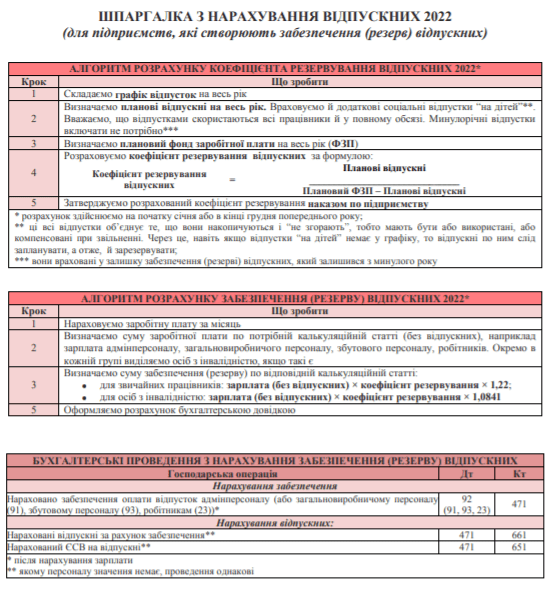 ШПАРГАЛКА З НАРАХУВАННЯ ВІДПУСКНИХ 2022
(для підприємств, які створюють забезпечення (резерв) відпускних)
АЛГОРИТМ РОЗРАХУНКУ КОЕФІЦІЄНТА РЕЗЕРВУВАННЯ ВІДПУСКНИХ 2022*
Крок Що зробити
1 Складаємо графік відпусток на весь рік
2 Визначаємо планові відпускні на весь рік. Враховуємо й додаткові соціальні відпустки “на дітей”**.
Вважаємо, що відпустками скористаються всі працівники й у повному обсязі. Минулорічні відпустки
включати не потрібно***
3 Визначаємо плановий фонд заробітної плати на весь рік (ФЗП)
4 Розраховуємо коефіцієнт резервування відпускних за формулою:
Планові відпускні
Коефіцієнт резервування відпускних =
Плановий ФЗП – Планові відпускні
5 Затверджуємо розрахований коефіцієнт резервування наказом по підприємству
* розрахунок здійснюємо на початку січня або в кінці грудня попереднього року;
** ці всі відпустки об’єднує те, що вони накопичуються і “не згорають”, тобто мають бути або використані, або
компенсовані при звільненні. Через це, навіть якщо відпустки “на дітей” немає у графіку, то відпускні по ним слід
запланувати, а отже, й зарезервувати;
*** вони враховані у залишку забезпечення (резерві) відпускних, який залишився з минулого року
АЛГОРИТМ РОЗРАХУНКУ ЗАБЕЗПЕЧЕННЯ (РЕЗЕРВУ) ВІДПУСКНИХ 2022*
Крок Що зробити
1 Нараховуємо заробітну плату за місяць
2 Визначаємо суму заробітної плати по потрібній калькуляційній статті (без відпускних), наприклад
зарплата адмінперсоналу, загальновиробничого персоналу, збутового персоналу, робітників. Окремо в
кожній групі виділяємо осіб з інвалідністю, якщо такі є
3 Визначаємо суму забезпечення (резерву) по відповідній калькуляційній статті:
• для звичайних працівників: зарплата (без відпускних) × коефіцієнт резервування × 1,22;
• для осіб з інвалідністю: зарплата (без відпускних) × коефіцієнт резервування × 1,0841
5 Оформляємо розрахунок бухгалтерською довідкою
БУХГАЛТЕРСЬКІ ПРОВЕДЕННЯ З НАРАХУВАННЯ ЗАБЕЗПЕЧЕННЯ (РЕЗЕРВУ) ВІДПУСКНИХ
Господарська операція Дт Кт
Нарахування забезпечення
Нараховано забезпечення оплати відпусток адмінперсоналу (або загальновиробничому персоналу 92 471
(91), збутовому персоналу (93), робітникам (23))* (91, 93, 23)
Нарахування відпускних:
Нараховані відпускні за рахунок забезпечення** 471 661
Нарахований ЄСВ на відпускні** 471 651
* після нарахування зарплати
** якому персоналу значення немає, проведення однакові